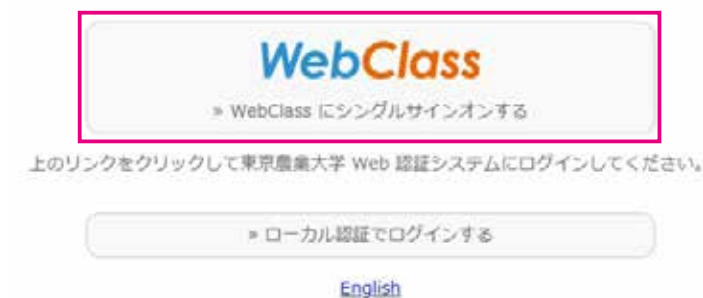 WebClass
» WebClass にシングルサインオンする
上のリンクをクリックして東京農業大学 Web 認証システムにログインしてください。
» ローカル認証でログインする
English